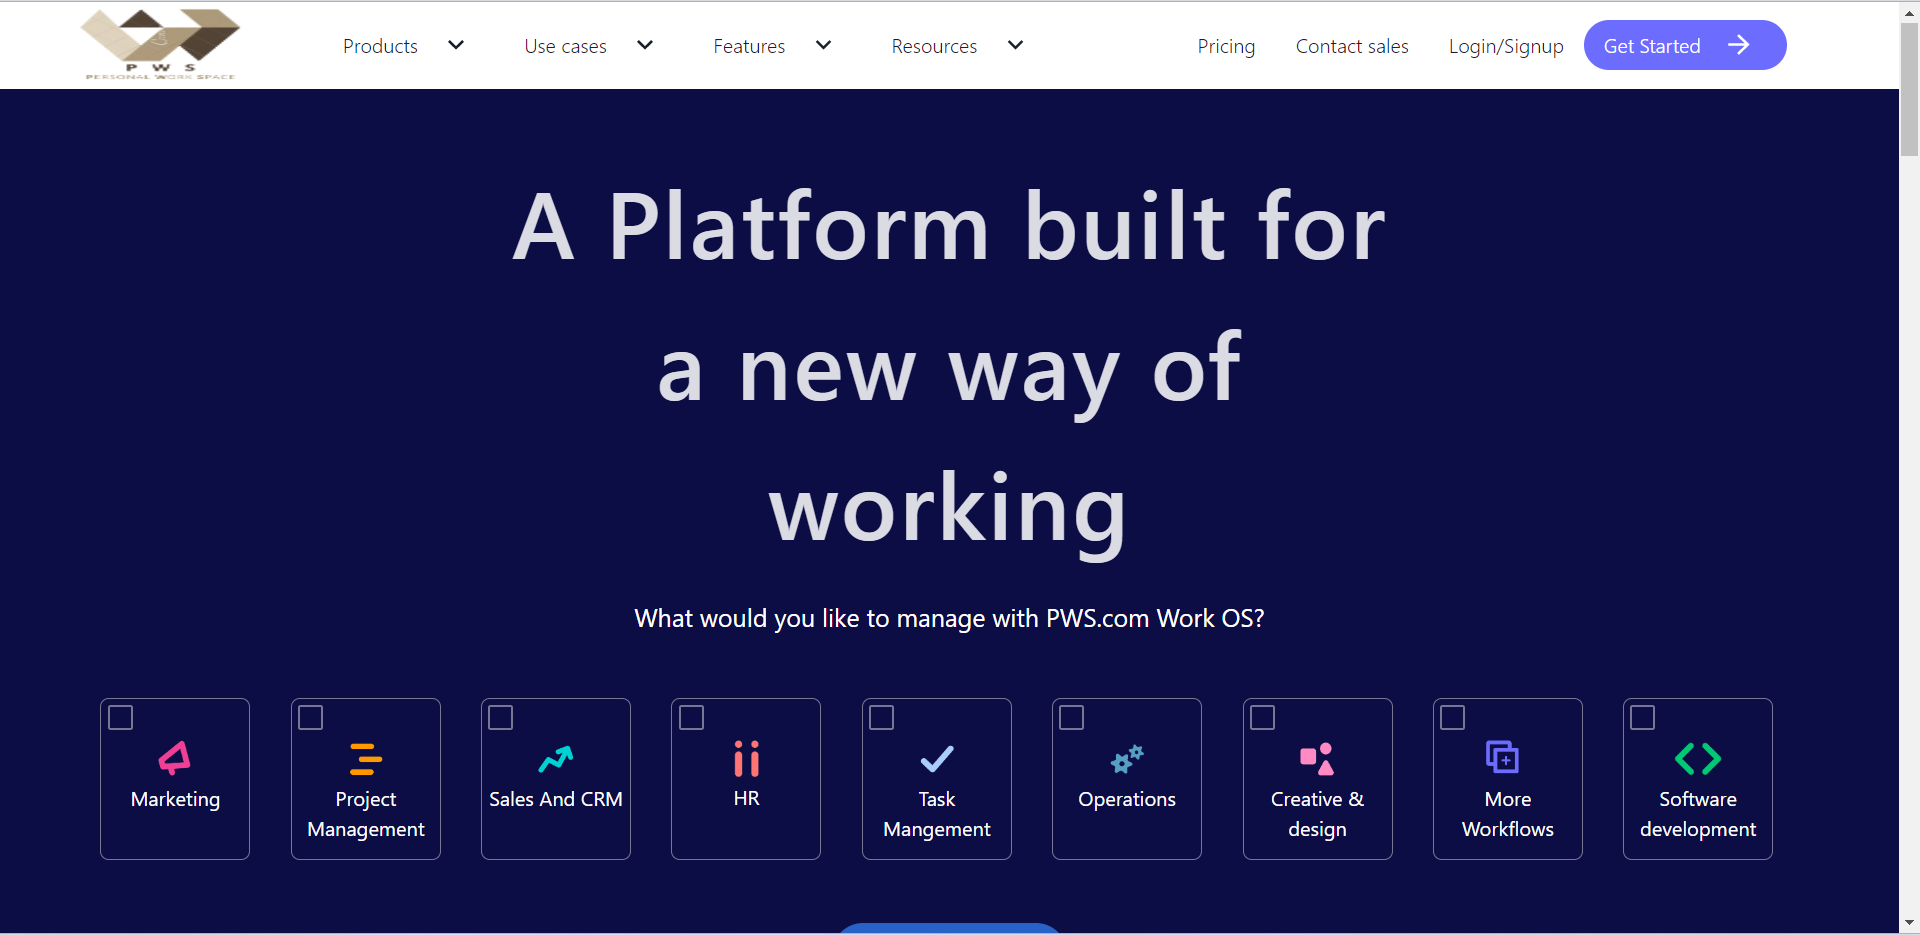 P W S
PERSONAL WORK SPACE
Products
Use cases
Features
Resources
Pricing
Contact sales
Login/Signup
Get Started
A Platform built for
a new way of
working
What would you like to manage with PWS.com Work OS?
Marketing
Project
Management
Sales And CRM
HR
Task
Mangement
Operations
Creative &
design
More
Workflows
Software
development